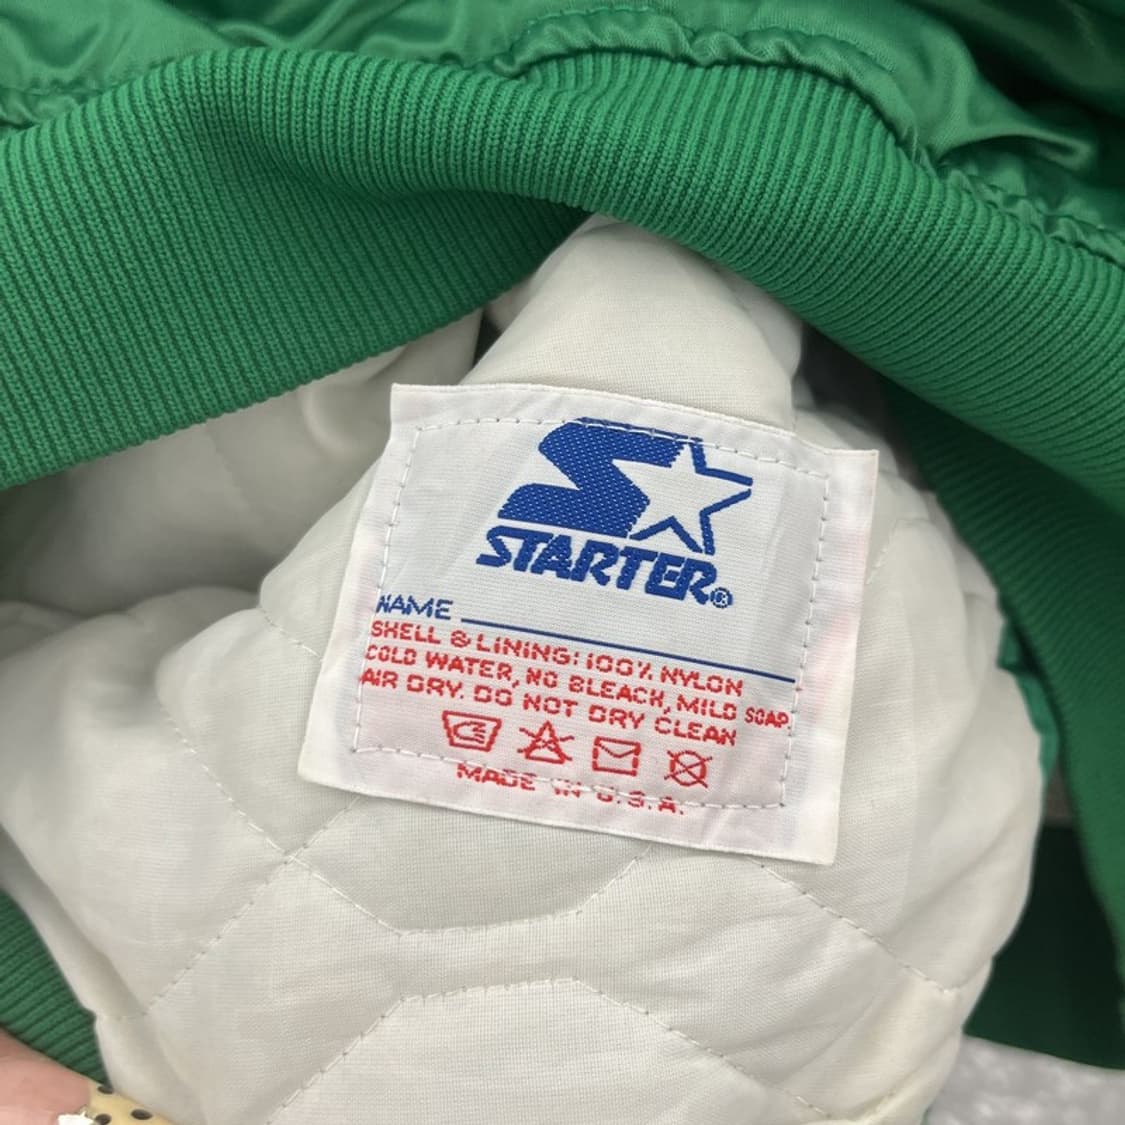 STARTER®
NAME
SHELL & LINING: 100% NYLON
COLD WATER, NO BLEACH, MILD SOAP.
AIR DRY. DO NOT DRY CLEAN
MADE IN U.S.A.